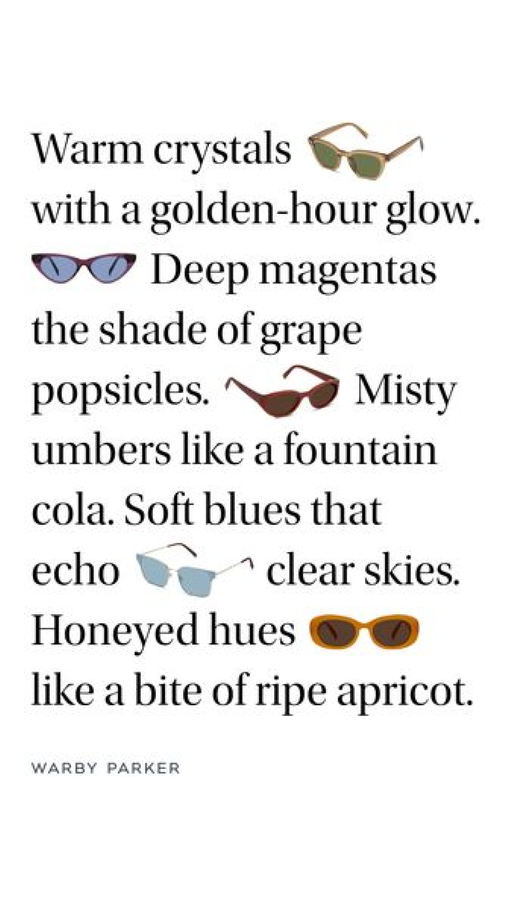 Warm crystals
with a golden-hour glow.
Deep magentas
the shade of grape
popsicles. Misty
umbers like a fountain
cola. Soft blues that
echo clear skies.
Honeyed hues
like a bite of ripe apricot.
WARBY PARKER